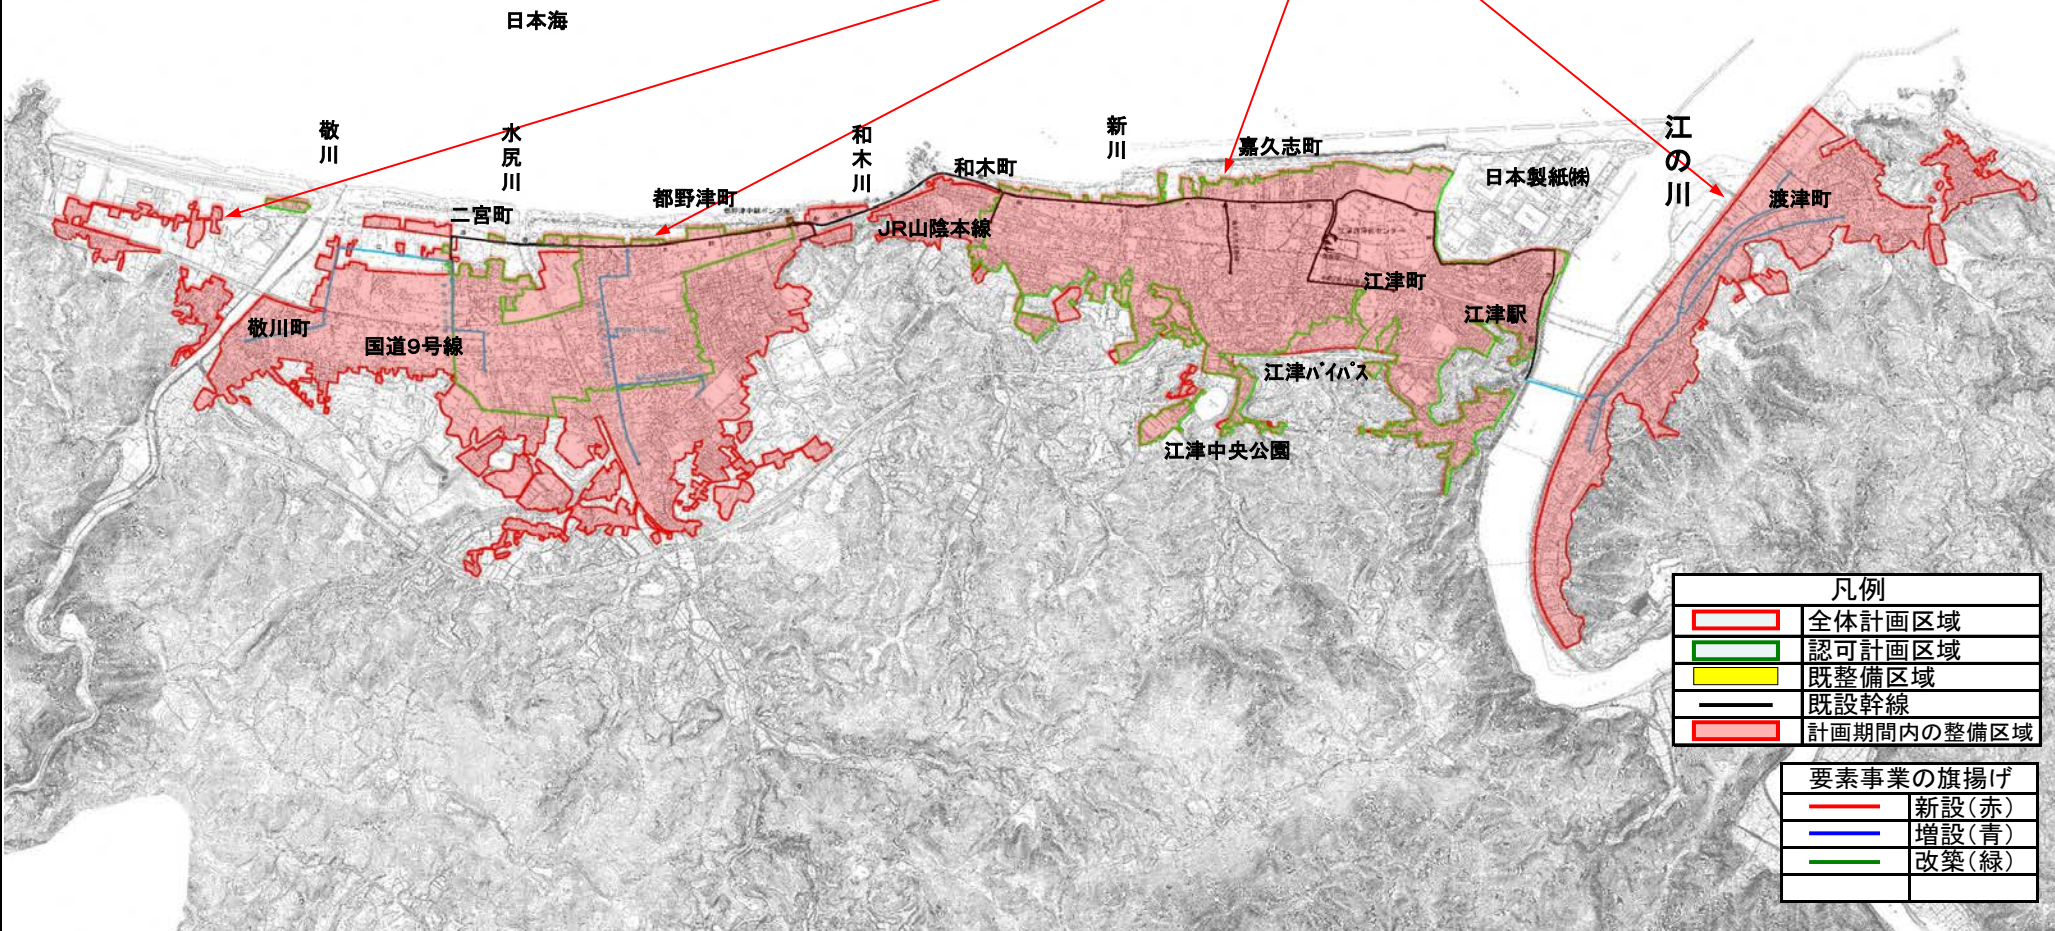 日本海
敬川
水尻川
和木川
新川
江の川
和木町
嘉久志町
日本製紙㈱
都野津町
二宮町
渡津町
JR山陰本線
江津町
江津駅
敬川町
国道9号線
江津バイパス
江津中央公園
凡例
全体計画区域
認可計画区域
既整備区域
既設幹線
計画期間内の整備区域
要素事業の旗揚げ
新設(赤)
増設(青)
改築(緑)